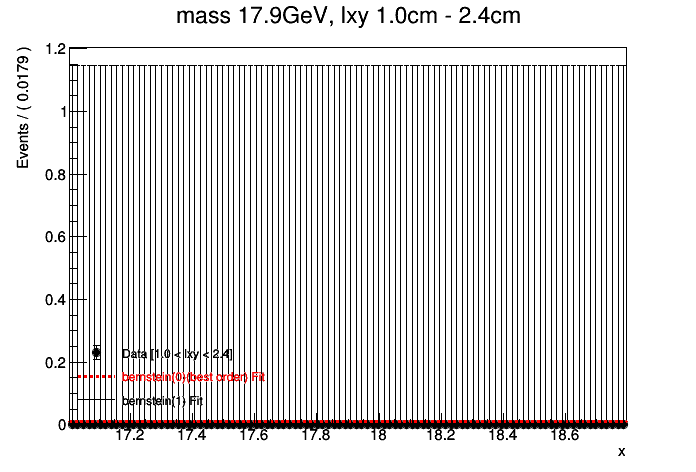 mass 17.9GeV, lxy 1.0cm - 2.4cm
Events / ( 0.0179 )
1.2
1
0.8
0.6
0.4
0.2
0
Data [1.0 < lxy < 2.4]
bernstein(0)(best order) Fit
bernstein(1) Fit
17.2 17.4 17.6 17.8 18 18.2 18.4 18.6
x